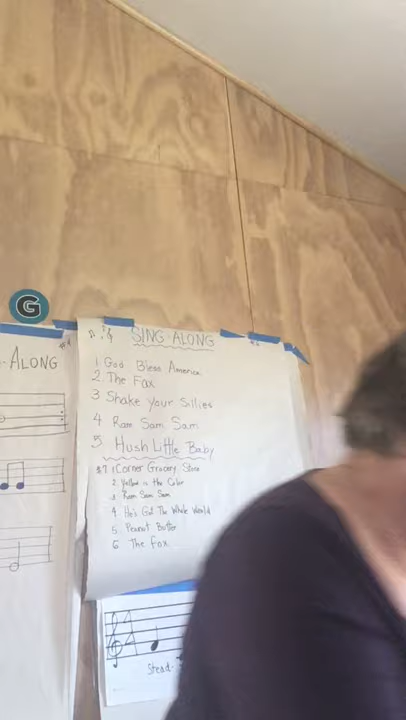 G
-ALONG
SING-ALONG
1 God Bless America
2. The Fox
3 Shake Your Sillies
4 Ram Sam Sam
5 Hush Little Baby
#7 1 Corner Grocery Store
2. Yellow is the Color
3 Ram Sam Sam
4 He's Got The Whole World
5 Peanut Butter
6 The Fox
Stead-